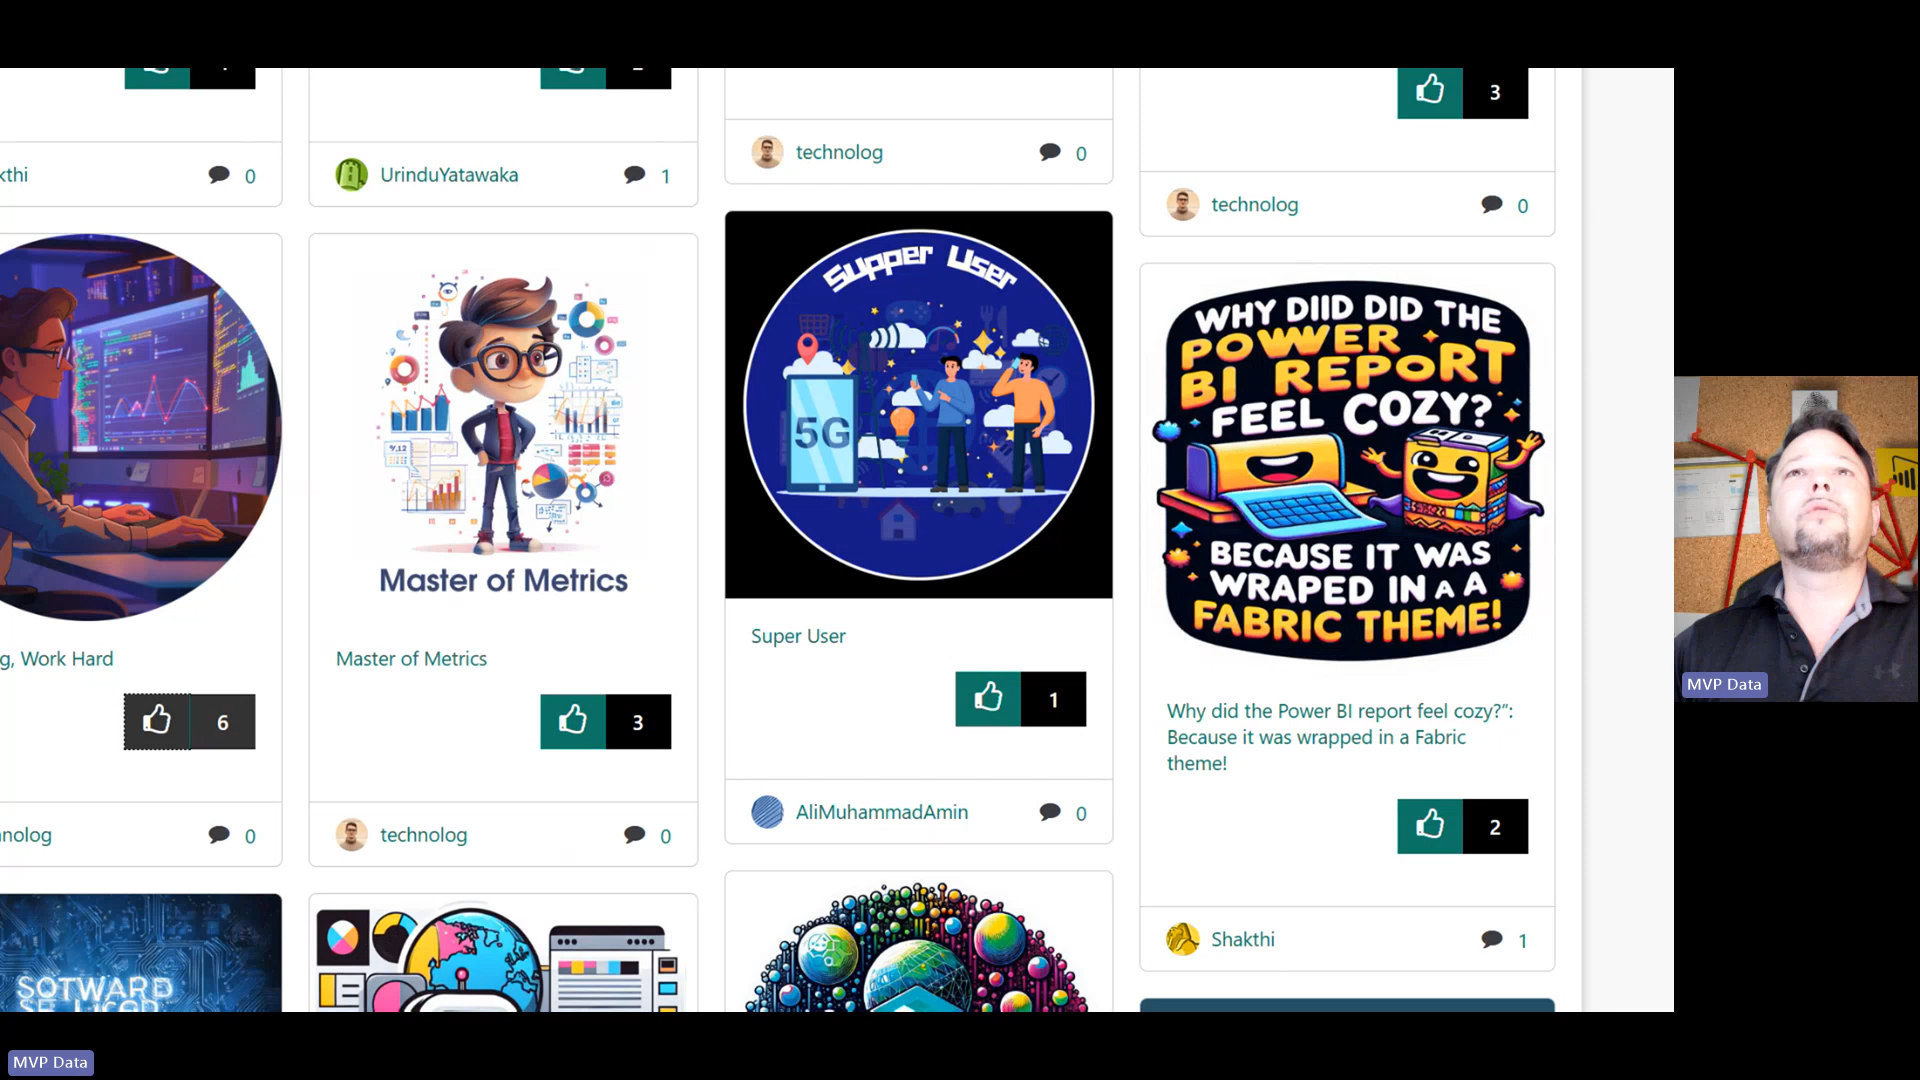 3
kthi
0
UrinduYatawaka
1
technolog
0
technolog
0
g, Work Hard
6
nolog
0
Master of Metrics
Master of Metrics
3
technolog
0
Supper User
5G
Super User
1
AliMuhammadAmin
0
WHY DIID DID THE
POWER
BI REPORT
FEEL COZY?
BECAJSE IT WAS
WRAPED IN A A
FABRIC THEME!
Why did the Power BI report feel cozy?”:
Because it was wrapped in a Fabric
theme!
2
Shakthi
1
SOTWARD
MVP Data
MVP Data